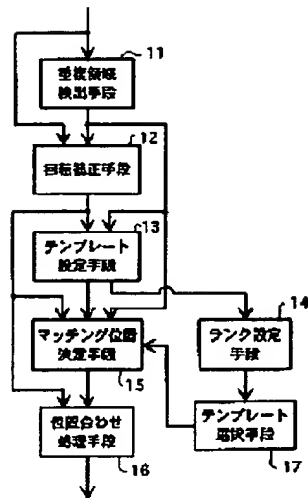 11
重複領域
検出手段
12
回転補正手段
13
テンプレート
設定手段
14
ランク設定
手段
マッチング位置
決定手段
15
テンプレート
選択手段
17
位置合わせ
処理手段
16